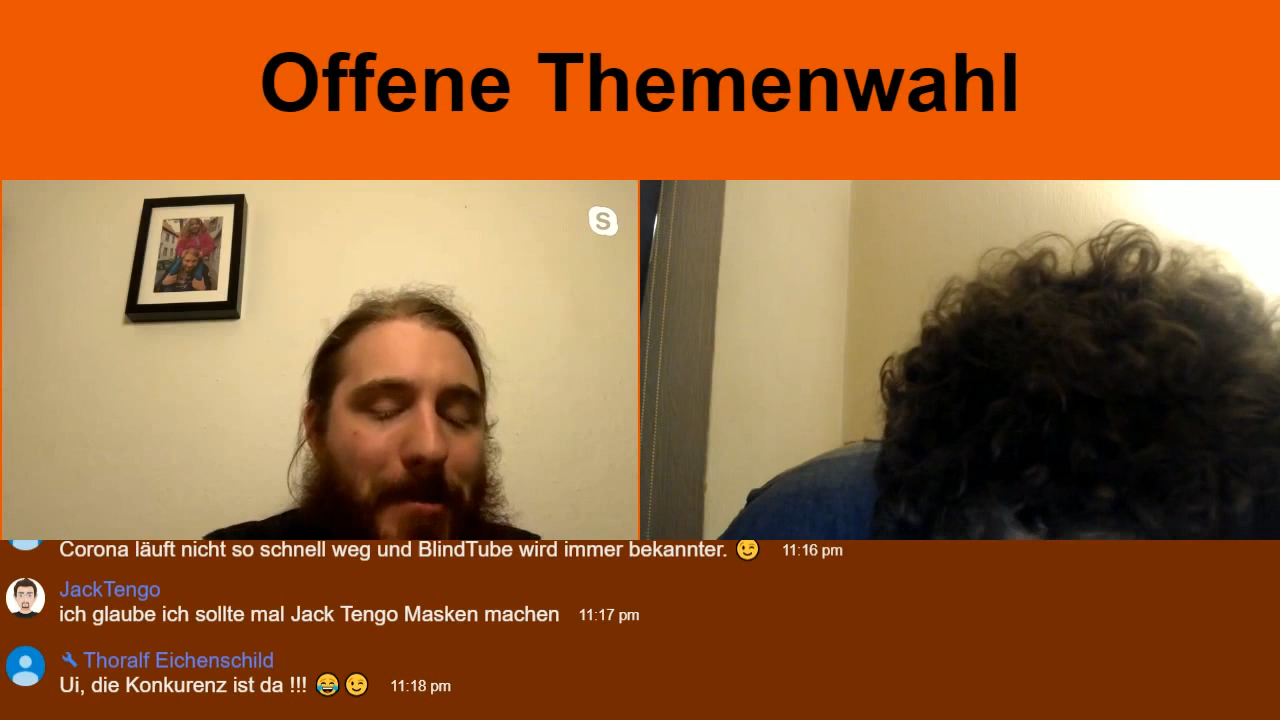 Offene Themenwahl
S
Corona läuft nicht so schnell weg und BlindTube wird immer bekannter. 😉 11:16 pm
JackTengo
ich glaube ich sollte mal Jack Tengo Masken machen 11:17 pm
Thoralf Eichenschild
Ui, die Konkurenz ist da !!! 😂😉 11:18 pm